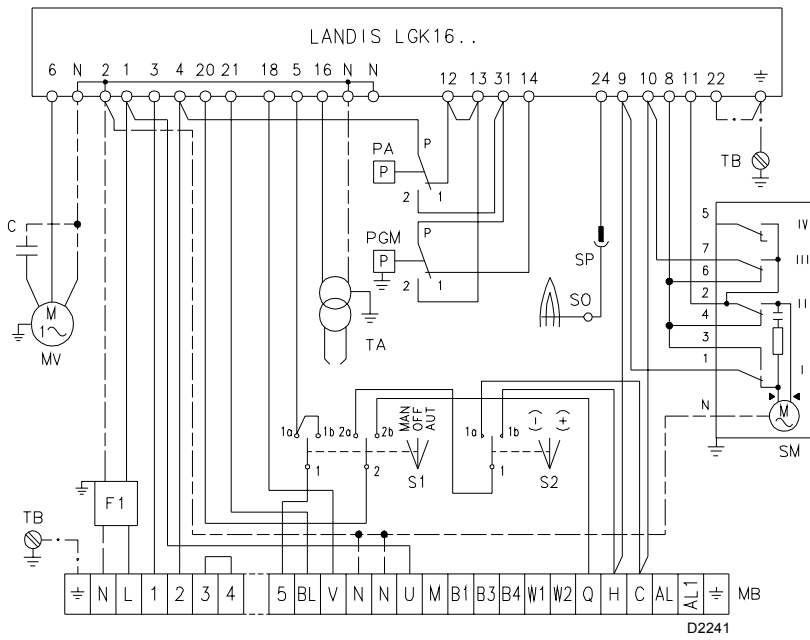 LANDIS LGK16..
6 N 2 1 3 4 20 21 18 5 16 N N 12 13 31 14 24 9 10 8 11 22
P
PA
P
2 1
TB
C
P
PGM
P
2 1
SP
SO
5
IV
7
III
6
2
II
4
3
1
I
M
1~
MV
TA
N
M
SM
1a 1b 2a 2b
MAN
OFF
AUT
1 2
S1
1a 1b
(-)
(+)
1
S2
F1
TB
N L 1 2 3 4 5 BL V N N U M B1 B3 B4 W1 W2 Q H C AL AL1 MB
D2241